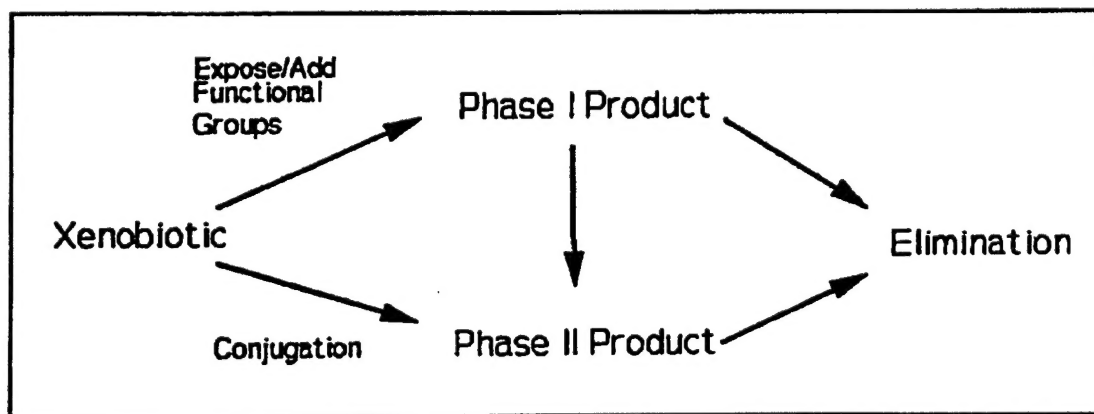 Expose/Add
Functional
Groups
Phase I Product
Xenobiotic
Elimination
Conjugation
Phase II Product